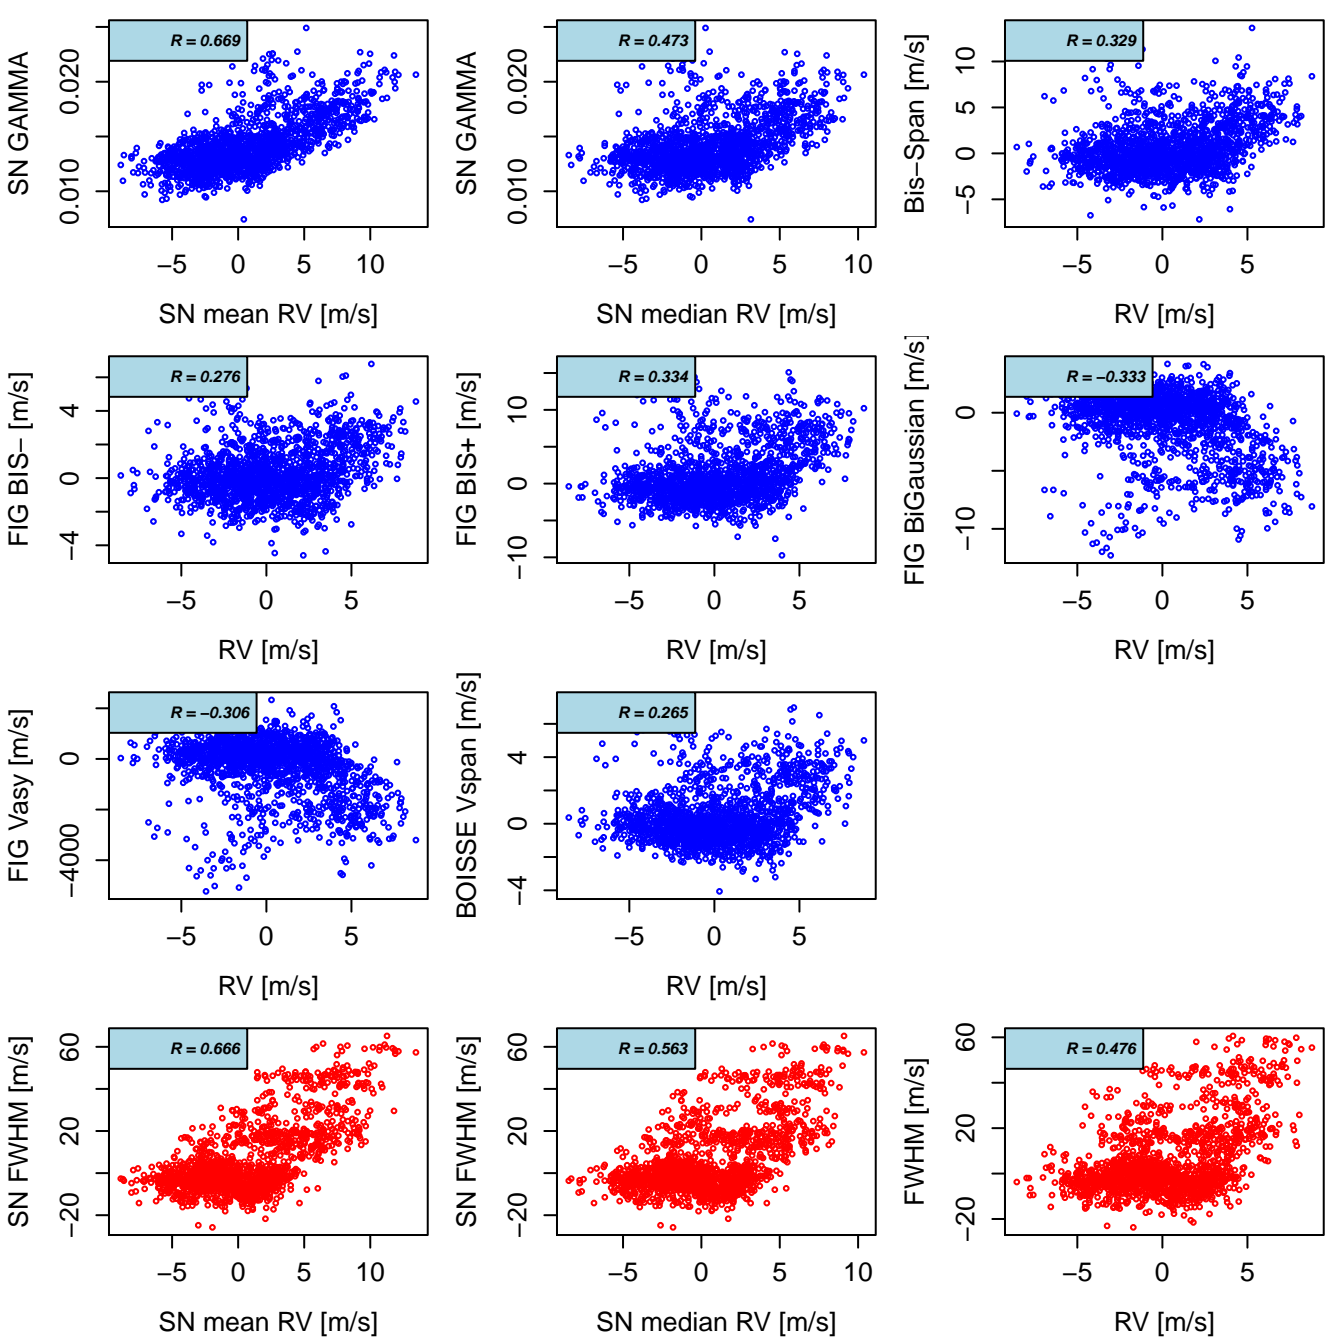 SN GAMMA
0.010 0.020
R = 0.669
−5 0 5 10
SN mean RV [m/s]
SN GAMMA
0.010 0.020
R = 0.473
−5 0 5 10
SN median RV [m/s]
Bis−Span [m/s]
−5 0 5 10
R = 0.329
−5 0 5
RV [m/s]
FIG BIS− [m/s]
−4 0 4
R = 0.276
−5 0 5
RV [m/s]
FIG BIS+ [m/s]
−10 0 10
R = 0.334
−5 0 5
RV [m/s]
FIG BiGaussian [m/s]
−10 0
R = −0.333
−5 0 5
RV [m/s]
FIG Vasy [m/s]
−4000 0
R = −0.306
−5 0 5
RV [m/s]
BOISSE Vspan [m/s]
−4 0 4
R = 0.265
−5 0 5
RV [m/s]
SN FWHM [m/s]
−20 20 60
R = 0.666
−5 0 5 10
SN mean RV [m/s]
SN FWHM [m/s]
−20 20 60
R = 0.563
−5 0 5 10
SN median RV [m/s]
FWHM [m/s]
−20 20 60
R = 0.476
−5 0 5
RV [m/s]